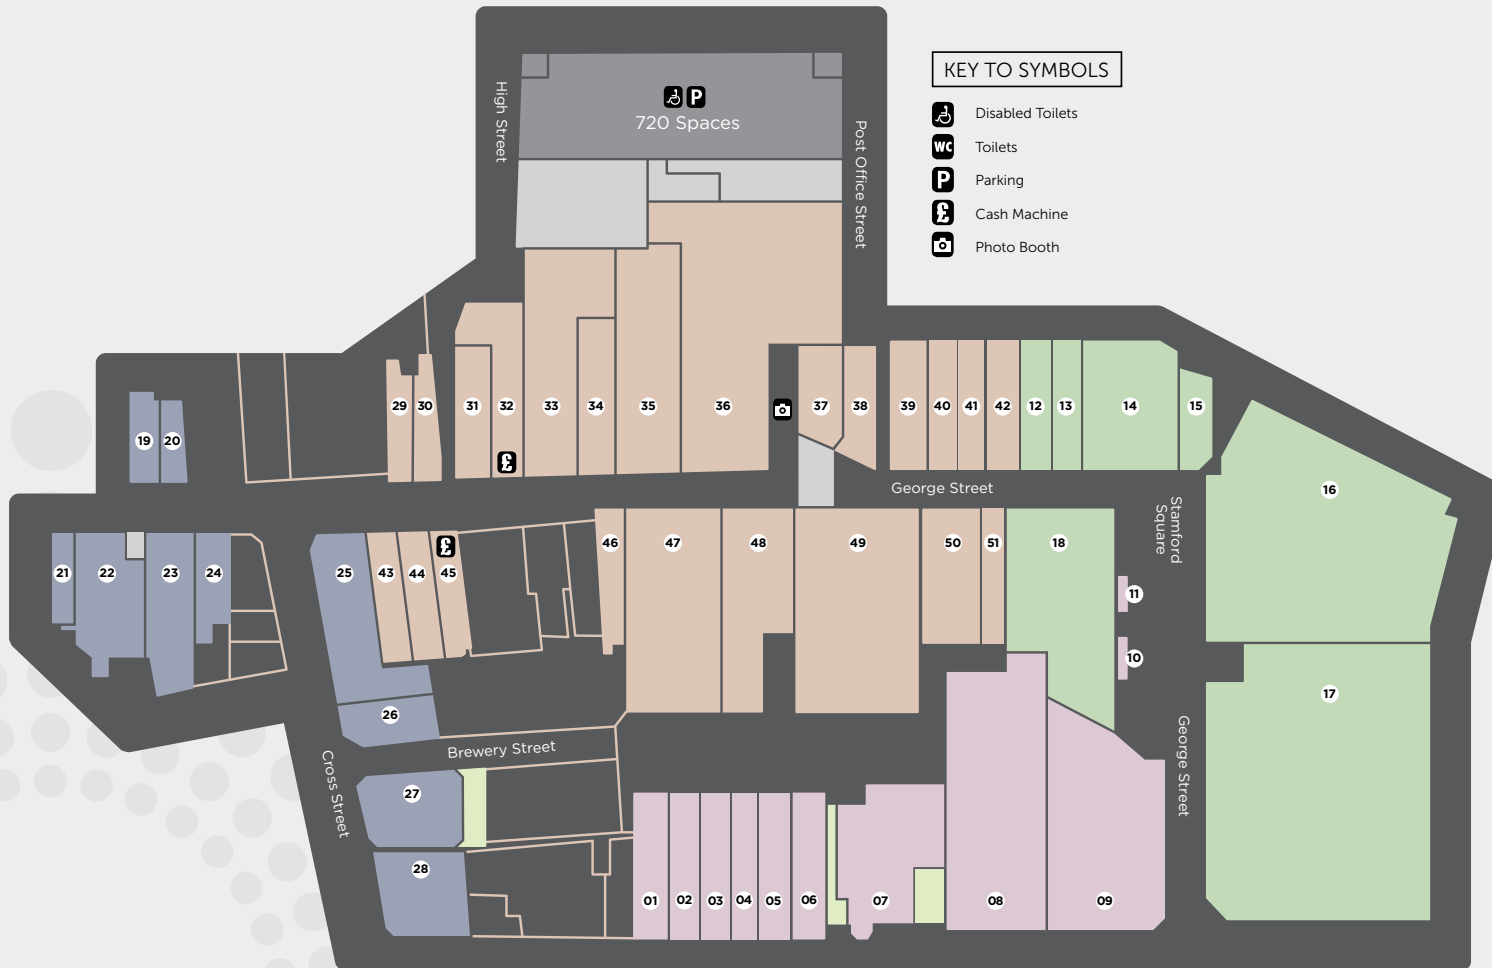 KEY TO SYMBOLS
Disabled Toilets
WC Toilets
P Parking
£ Cash Machine
Photo Booth
P
720 Spaces
High Street
Post Office Street
29 30 31 32 33 34 35 36 37 38 39 40 41 42 12 13 14 15
19 20
£
George Street
16
Stamford
Square
21 22 23 24 25 43 44 45 46 47 48 49 50 51 18
£
11
10
17
26
Brewery Street
Cross Street
George Street
27
28
01 02 03 04 05 06 07 08 09